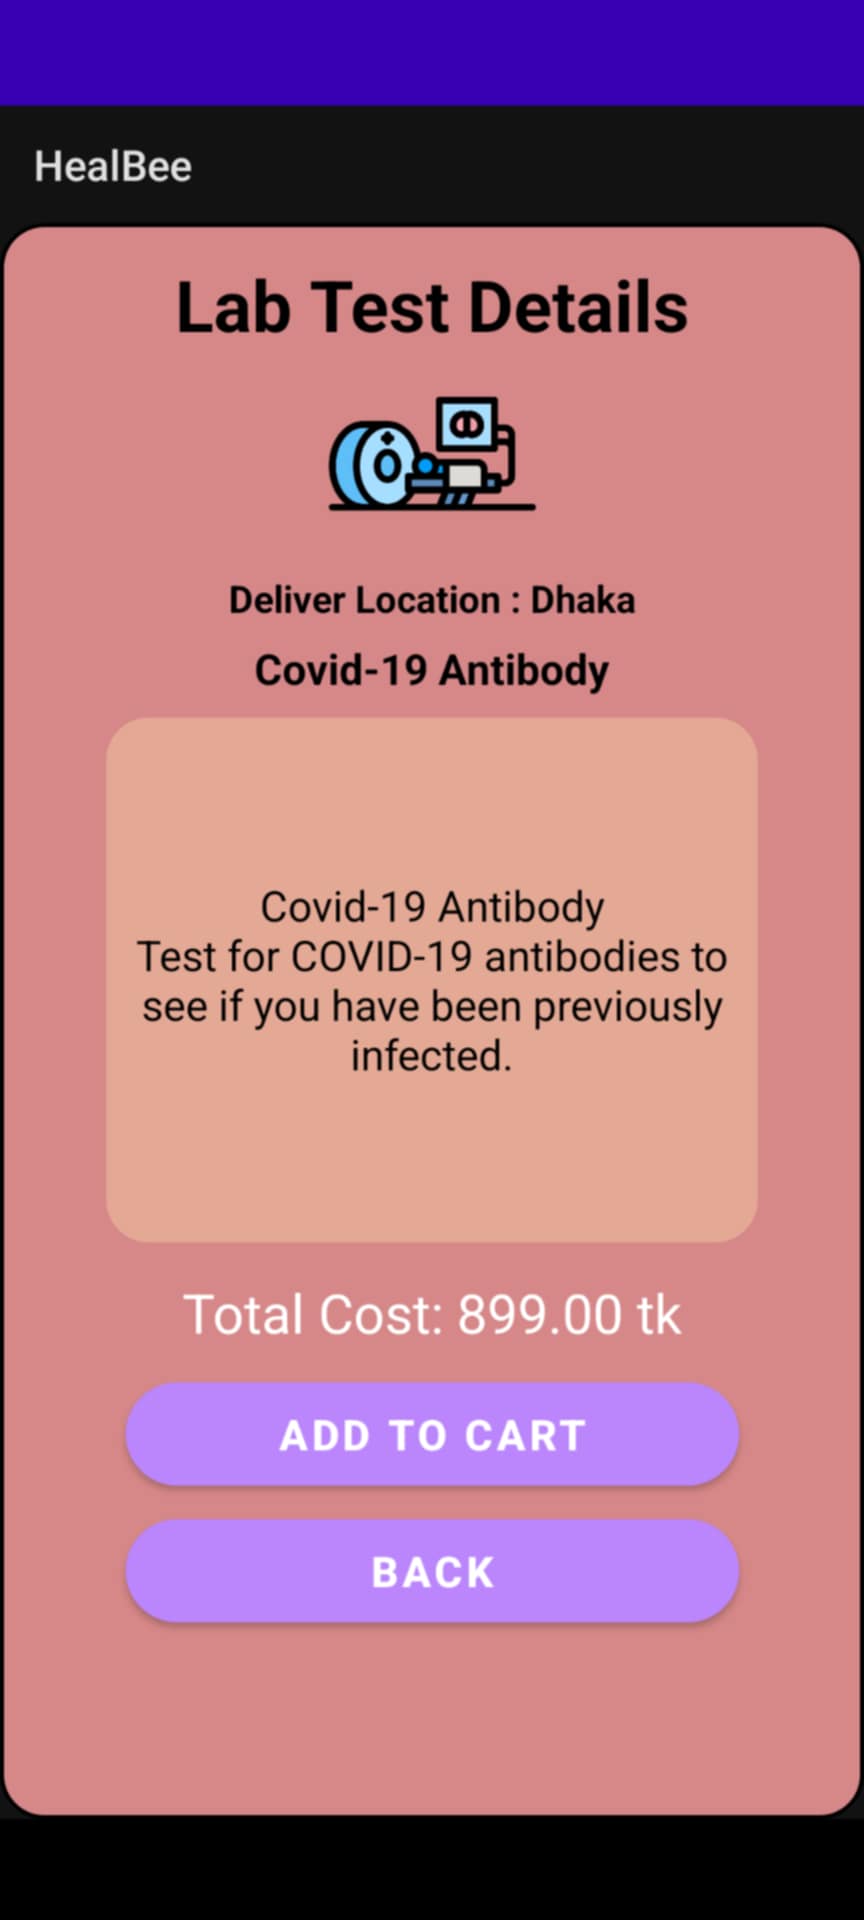 HealBee
Lab Test Details
Deliver Location : Dhaka
Covid-19 Antibody
Covid-19 Antibody
Test for COVID-19 antibodies to
see if you have been previously
infected.
Total Cost: 899.00 tk
ADD TO CART
BACK